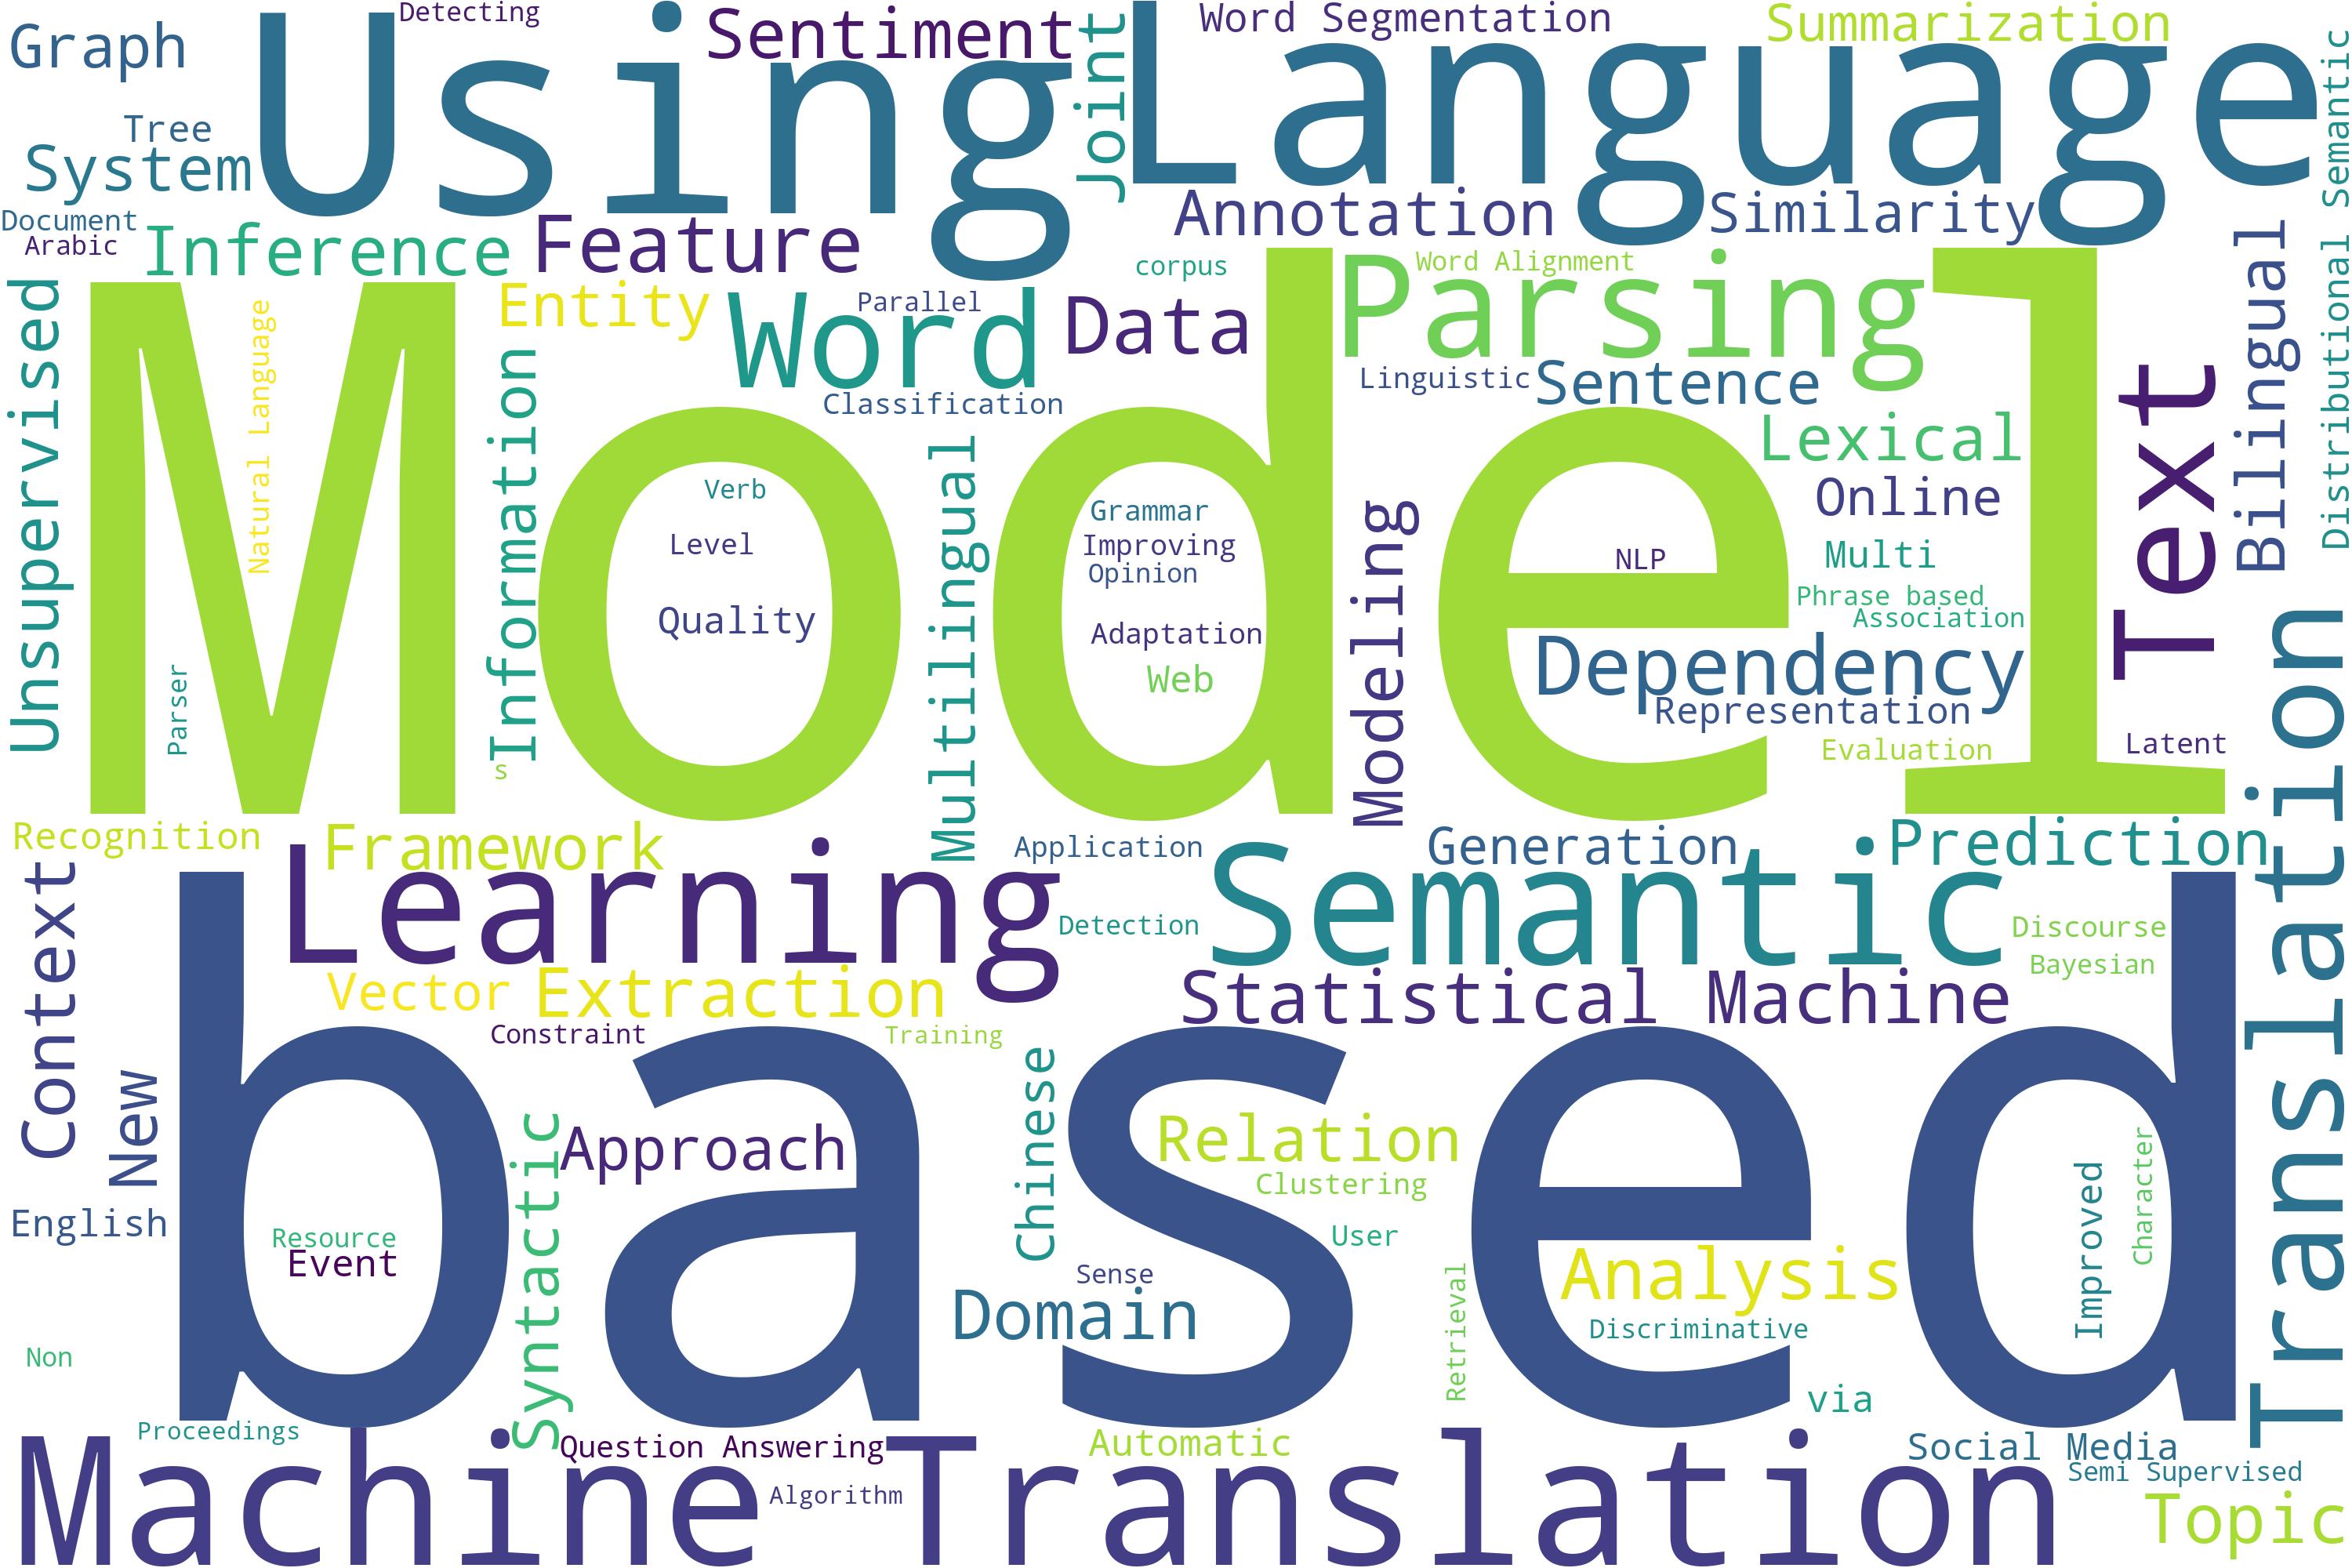 Detecting
Graph
Using
Sentiment
Joint
Word Segmentation
Summarization
Language
Distributional Semantic
Tree
System
Document
Arabic
Inference
Feature
Annotation
Similarity
Bilingual
Unsupervised
Natural Language
Entity
Word
Parallel
Data
corpus
Parsing
Word Alignment
Model
Information
Classification
Linguistic
Sentence
Text
Lexical
Multilingual
Verb
Level
Quality
Grammar
Improving
Opinion
Adaptation
Web
Modeling
NLP
Online
Multi
Phrase based
Association
Dependency
Representation
Evaluation
Latent
Parser
s
Translation
Recognition
Framework
Application
Generation
Prediction
Context
Learning
Detection
Semantic
Discourse
Bayesian
Vector
Extraction
Statistical Machine
Constraint
Training
New
based
Syntactic
Approach
Chinese
Relation
Clustering
User
English
Resource
Event
Sense
Domain
Retrieval
Analysis
Discriminative
Improved
Character
Non
via
Proceedings
Machine Translation
Question Answering
Algorithm
Automatic
Social Media
Semi Supervised
Topic